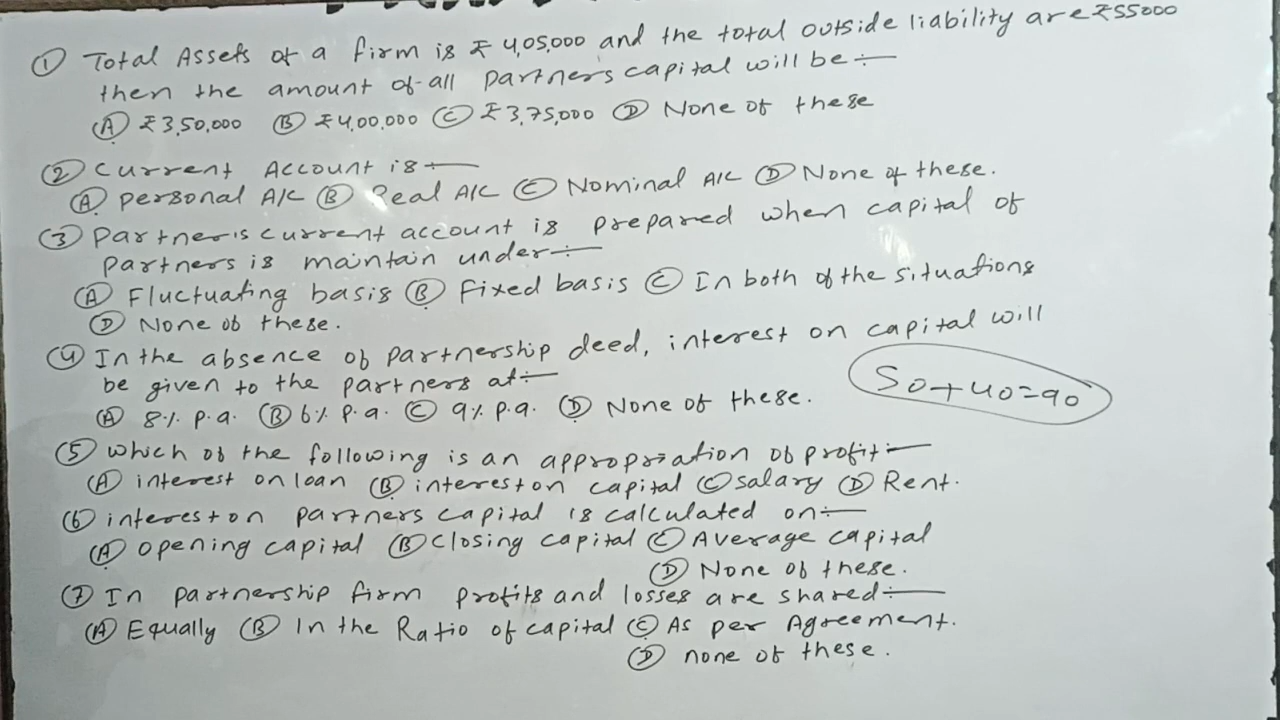 ① Total Assets of a firm is ₹ 4,05,000 and the total outside liability are ₹55000
then the amount of all partners capital will be :-
Ⓐ ₹3,50,000 Ⓑ ₹4,00,000 Ⓒ ₹3,75,000 Ⓓ None of these
② Current Account is :-
Ⓐ personal A/c Ⓑ Real A/c Ⓒ Nominal A/c Ⓓ None of these.
③ Partner's current account is prepared when capital of
partners is maintain under :-
Ⓐ Fluctuating basis Ⓑ Fixed basis Ⓒ In both of the situations
Ⓓ None of these.
④ In the absence of partnership deed, interest on capital will
be given to the partners at :-
Ⓐ 8% p.a. Ⓑ 6% p.a. Ⓒ 9% p.a. Ⓓ None of these.
50+40=90
⑤ which of the following is an appropriation of profit :-
Ⓐ interest on loan Ⓑ interest on capital Ⓒ salary Ⓓ Rent.
⑥ interest on partners capital is calculated on :-
Ⓐ opening capital Ⓑ closing capital Ⓒ Average capital
Ⓓ None of these.
⑦ In partnership firm profits and losses are shared :-
Ⓐ Equally Ⓑ In the Ratio of capital Ⓒ As per Agreement.
Ⓓ none of these.